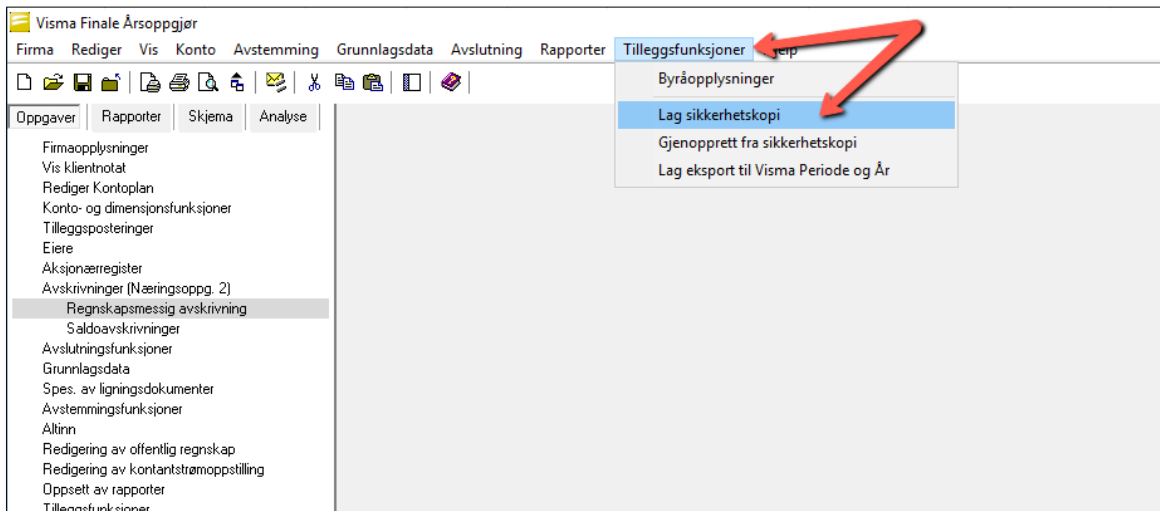 Visma Finale Årsoppgjør
Firma Rediger Vis Konto Avstemming Grunnlagsdata Avslutning Rapporter Tilleggsfunksjoner
Byråopplysninger
Lag sikkerhetskopi
Gjenopprett fra sikkerhetskopi
Lag eksport til Visma Periode og År
Oppgaver Rapporter Skjema Analyse
Firmaopplysninger
Vis klientnotat
Rediger Kontoplan
Konto- og dimensjonsfunksjoner
Tilleggsposteringer
Eiere
Aksjonærregister
Avskrivninger (Næringsoppg. 2)
Regnskapsmessig avskrivning
Saldoavskrivninger
Avslutningsfunksjoner
Grunnlagsdata
Spes. av ligningsdokumenter
Avstemmingsfunksjoner
Altinn
Redigering av offentlig regnskap
Redigering av kontantstrømoppstilling
Oppsett av rapporter
Tilleggsfunksjoner